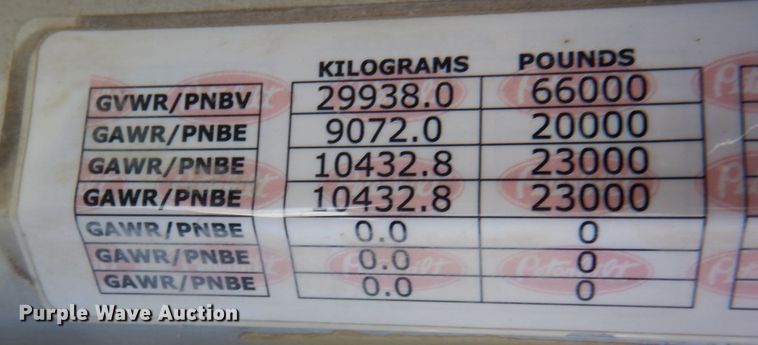 KILOGRAMS POUNDS
GVWR/PNBV 29938.0 66000
GAWR/PNBE 9072.0 20000
GAWR/PNBE 10432.8 23000
GAWR/PNBE 10432.8 23000
GAWR/PNBE 0.0 0
GAWR/PNBE 0.0 0
GAWR/PNBE 0.0 0
Peterbilt
Purple Wave Auction